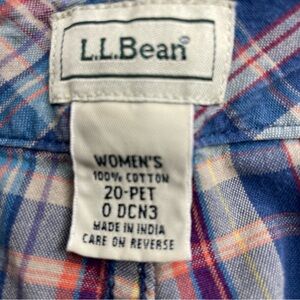 L.L.Bean
WOMEN'S
100% COTTON
20-PET
0 DCN3
MADE IN INDIA
CARE ON REVERSE